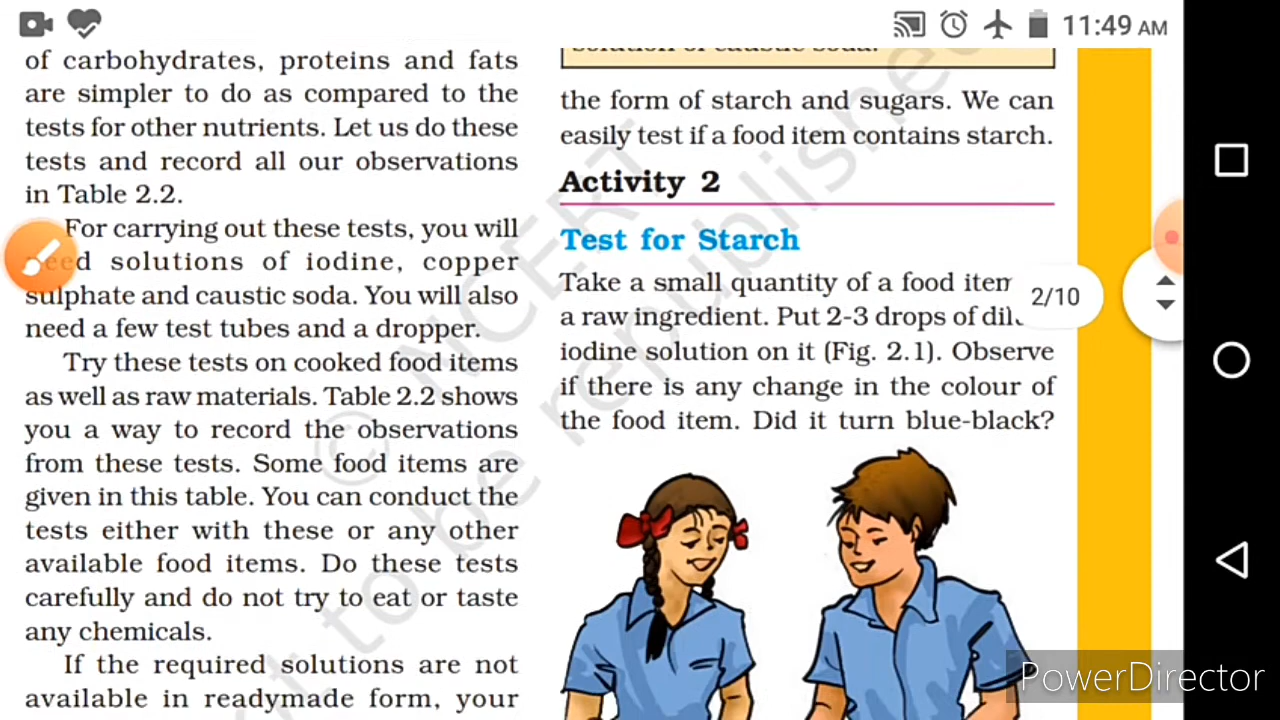 11:49 AM
of carbohydrates, proteins and fats
are simpler to do as compared to the
tests for other nutrients. Let us do these
tests and record all our observations
in Table 2.2.
For carrying out these tests, you will
need solutions of iodine, copper
sulphate and caustic soda. You will also
need a few test tubes and a dropper.
Try these tests on cooked food items
as well as raw materials. Table 2.2 shows
you a way to record the observations
from these tests. Some food items are
given in this table. You can conduct the
tests either with these or any other
available food items. Do these tests
carefully and do not try to eat or taste
any chemicals.
If the required solutions are not
available in readymade form, your
solution of caustic soda.
the form of starch and sugars. We can
easily test if a food item contains starch.
Activity 2
Test for Starch
Take a small quantity of a food item
a raw ingredient. Put 2-3 drops of
iodine solution on it (Fig. 2.1). Observe
if there is any change in the colour of
the food item. Did it turn blue-black?
2/10
© NCERT
not to be republished
PowerDirector